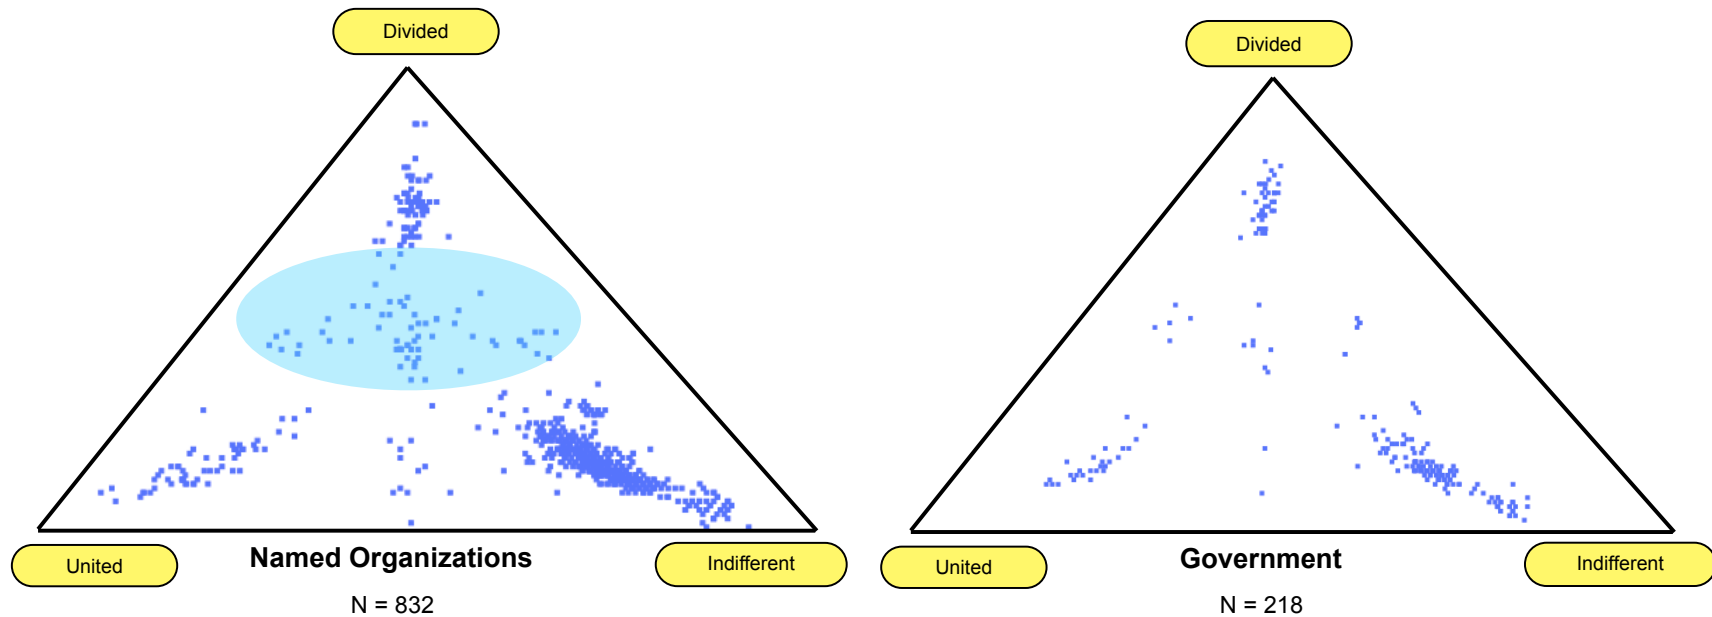 Divided
United
Named Organizations
Indifferent
N = 832
Divided
United
Government
Indifferent
N = 218